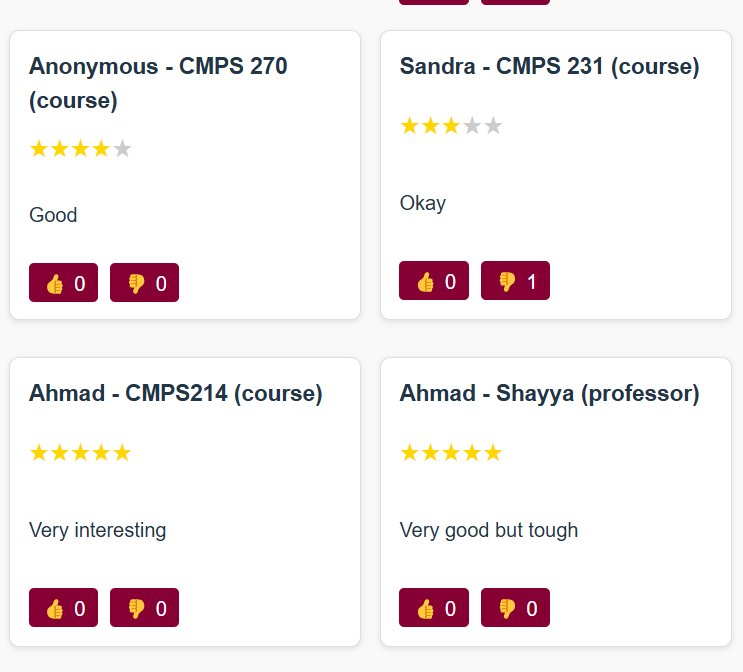 Anonymous - CMPS 270
(course)
★★★★★
Good
👍 0 👎 0
Sandra - CMPS 231 (course)
★★★★★
Okay
👍 0 👎 1
Ahmad - CMPS214 (course)
★★★★★
Very interesting
👍 0 👎 0
Ahmad - Shayya (professor)
★★★★★
Very good but tough
👍 0 👎 0